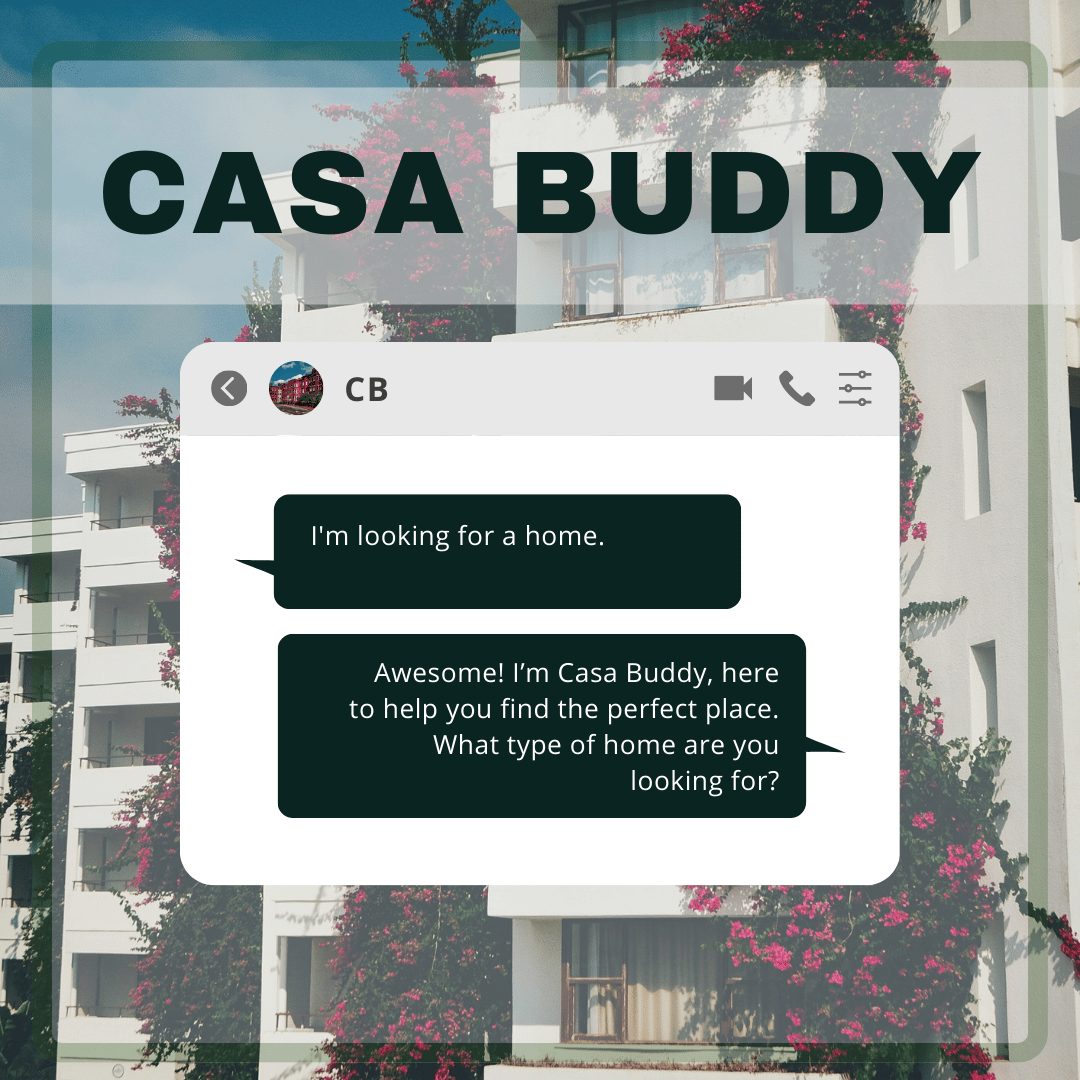 CASA BUDDY
CB
I'm looking for a home.
Awesome! I’m Casa Buddy, here
to help you find the perfect place.
What type of home are you
looking for?